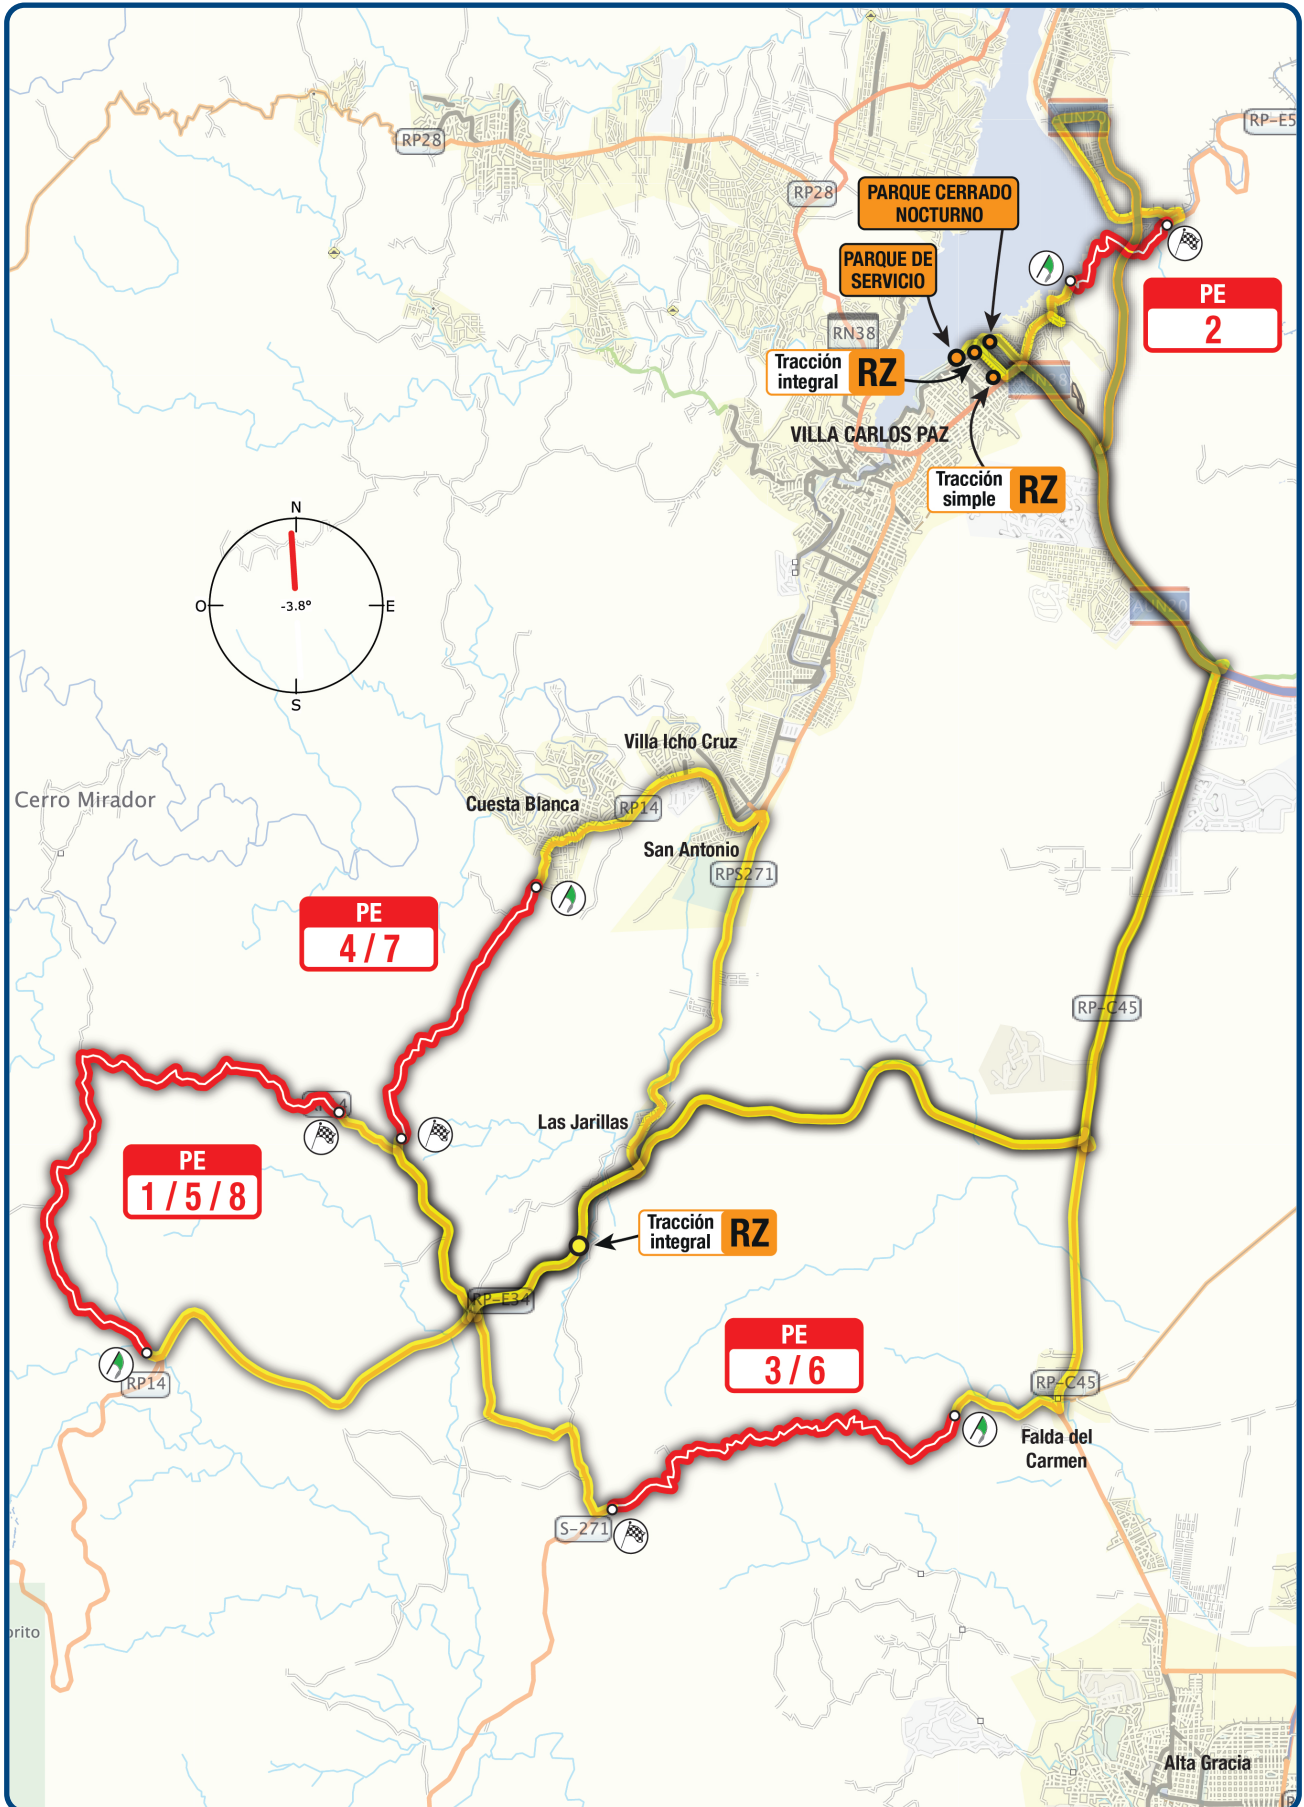 AUN20
RP-E5
RP28
RP28
PARQUE CERRADO
NOCTURNO
PARQUE DE
SERVICIO
PE
2
RN38
Tracción
integral
RZ
VILLA CARLOS PAZ
Tracción
simple
RZ
N
O
-3.8°
E
S
Villa Icho Cruz
Cerro Mirador
Cuesta Blanca
RP14
San Antonio
RPS271
PE
4 / 7
RP-C45
Las Jarillas
PE
1 / 5 / 8
Tracción
integral
RZ
RP-E34
PE
3 / 6
RP14
RP-C45
Falda del
Carmen
S-271
orito
Alta Gracia